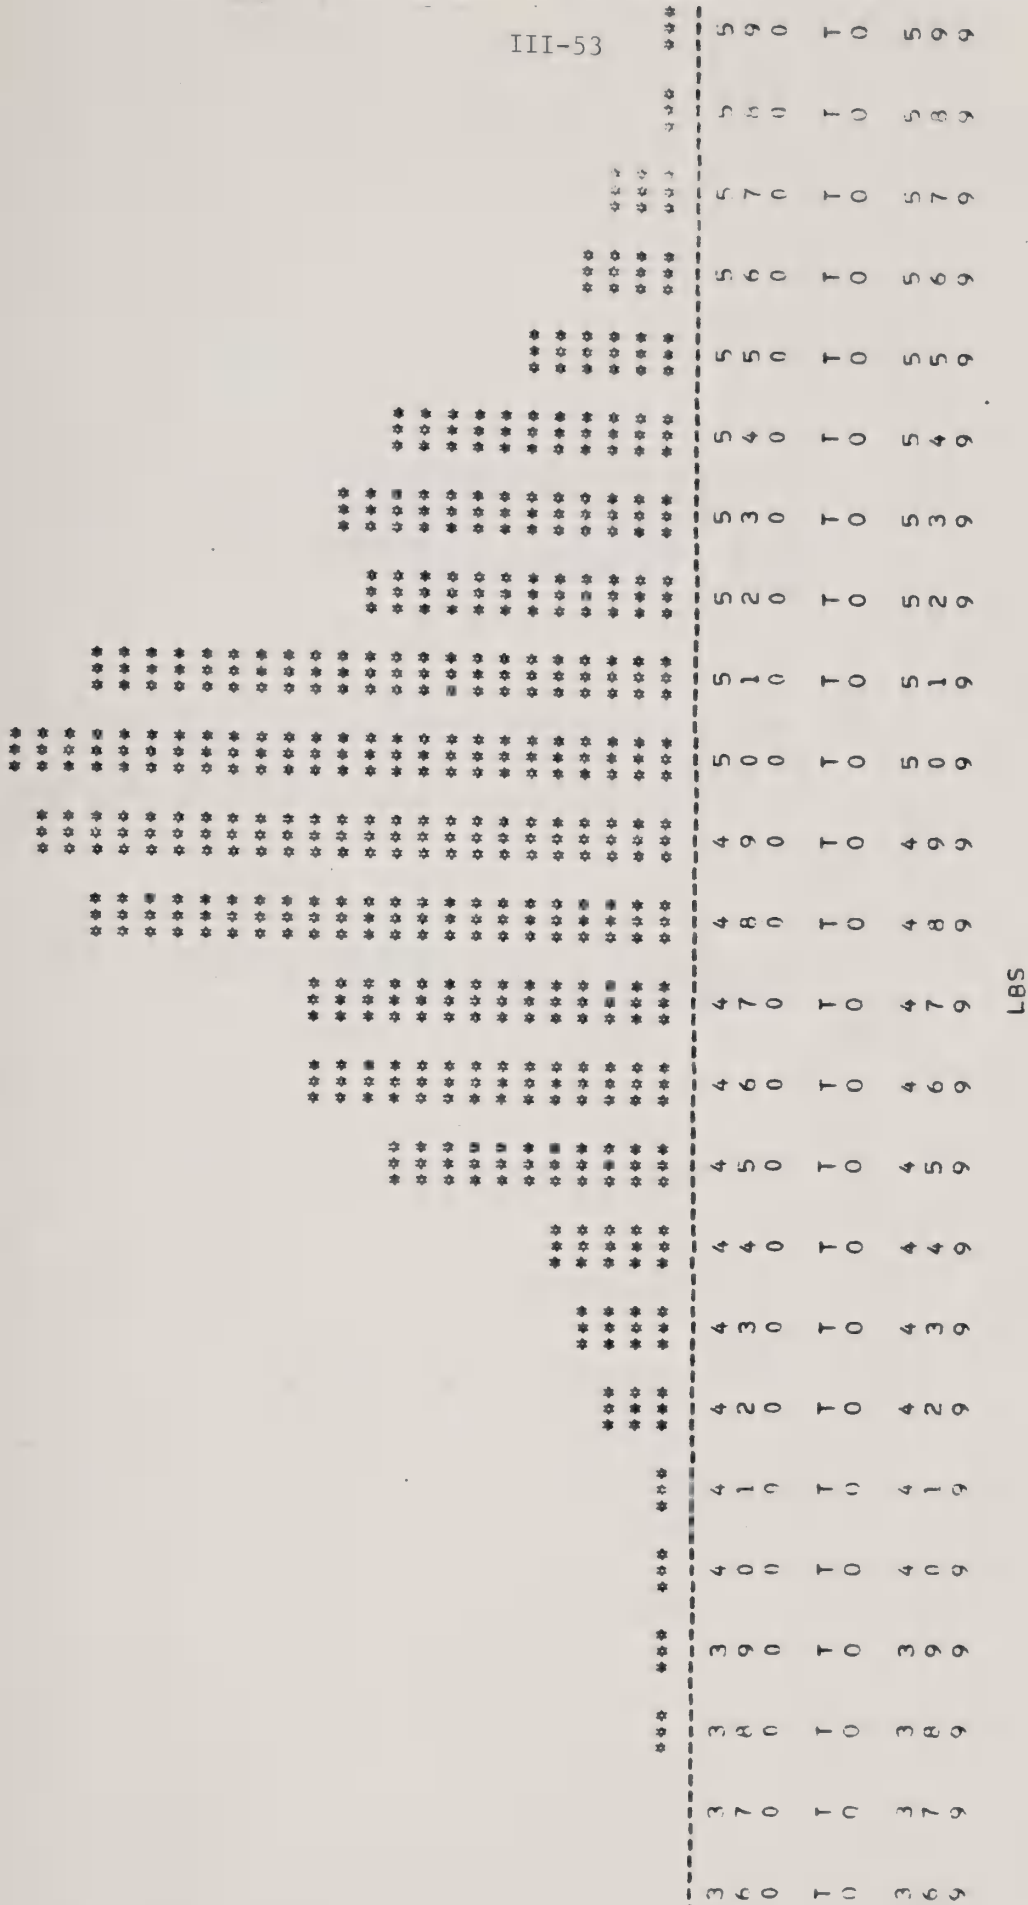 III-53
360 TO 369
370 TO 379
380 TO 389
390 TO 399
400 TO 409
410 TO 419
420 TO 429
430 TO 439
440 TO 449
450 TO 459
460 TO 469
470 TO 479
480 TO 489
490 TO 499
500 TO 509
510 TO 519
520 TO 529
530 TO 539
540 TO 549
550 TO 559
560 TO 569
570 TO 579
580 TO 589
590 TO 599
LBS